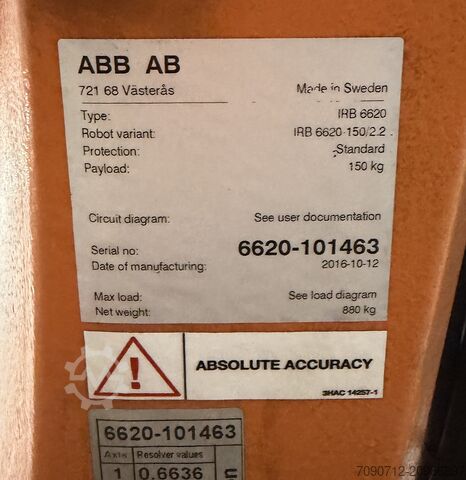 ABB AB
721 68 Västerås Made in Sweden
Type: IRB 6620
Robot variant: IRB 6620-150/2.2
Protection: Standard
Payload: 150 kg
Circuit diagram: See user documentation
Serial no: 6620-101463
Date of manufacturing: 2016-10-12
Max load: See load diagram
Net weight: 880 kg
ABSOLUTE ACCURACY
3HAC 14257-1
6620-101463
Axis Resolver values
1 0.6636